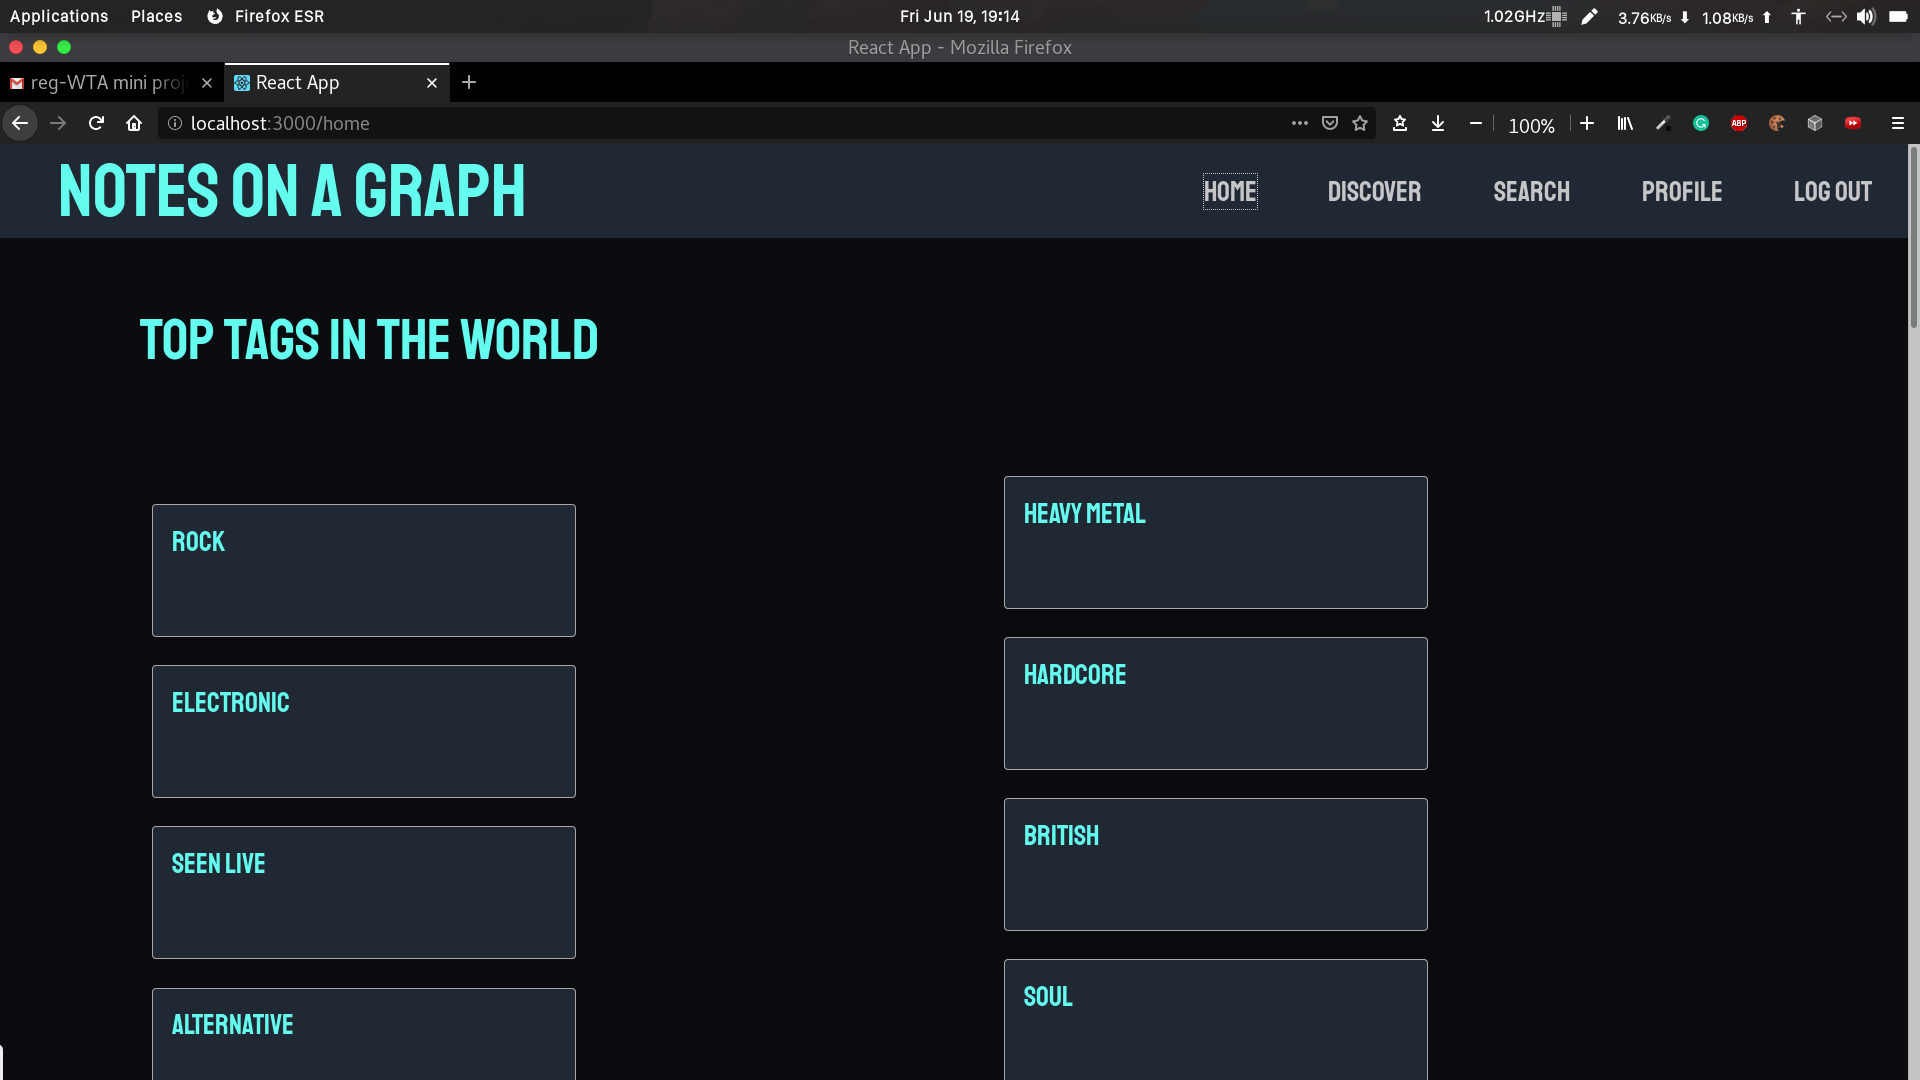 Applications Places Firefox ESR Fri Jun 19, 19:14 1.02GHz 3.76KB/s 1.08KB/s
React App - Mozilla Firefox
reg-WTA mini proj React App
localhost:3000/home 100% ABP
NOTES ON A GRAPH HOME DISCOVER SEARCH PROFILE LOG OUT
TOP TAGS IN THE WORLD
ROCK
ELECTRONIC
SEEN LIVE
ALTERNATIVE
HEAVY METAL
HARDCORE
BRITISH
SOUL